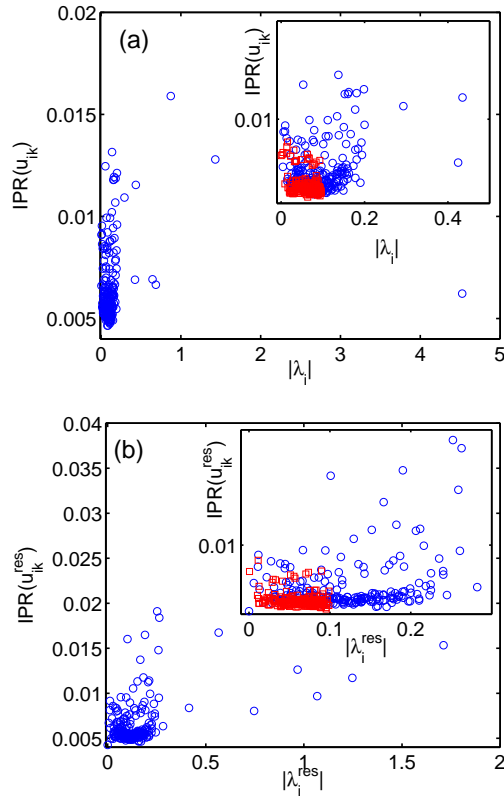 0.02
(a)
0.015
IPR(u_ik)
0.01
0.005
0 1 2 3 4 5
|λ_i|
IPR(u_ik)
0.01
0 0.2 0.4
|λ_i|
0.04
(b)
0.035
0.03
0.025
IPR(u_ik^res)
0.02
0.015
0.01
0.005
0 0.5 1 1.5 2
|λ_i^res|
IPR(u_ik^res)
0.01
0 0.1 0.2
|λ_i^res|